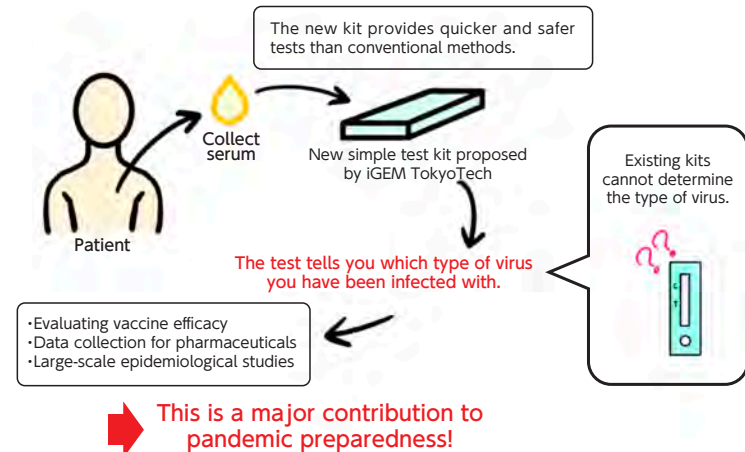 The new kit provides quicker and safer
tests than conventional methods.
Collect
serum
New simple test kit proposed
by iGEM TokyoTech
Patient
Existing kits
cannot determine
the type of virus.
??
C
T
The test tells you which type of virus
you have been infected with.
・Evaluating vaccine efficacy
・Data collection for pharmaceuticals
・Large-scale epidemiological studies
This is a major contribution to
pandemic preparedness!